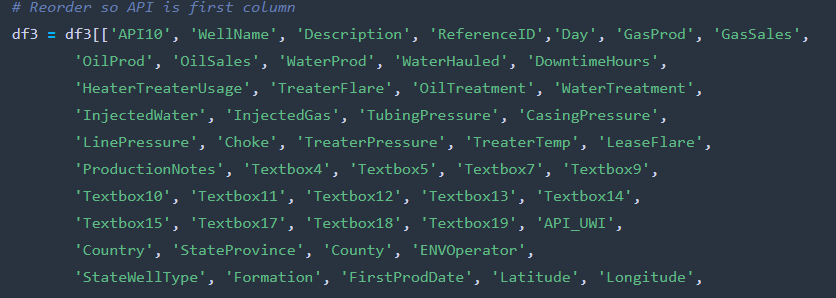 # Reorder so API is first column
df3 = df3[['API10', 'WellName', 'Description', 'ReferenceID','Day', 'GasProd', 'GasSales',
'OilProd', 'OilSales', 'WaterProd', 'WaterHauled', 'DowntimeHours',
'HeaterTreaterUsage', 'TreaterFlare', 'OilTreatment', 'WaterTreatment',
'InjectedWater', 'InjectedGas', 'TubingPressure', 'CasingPressure',
'LinePressure', 'Choke', 'TreaterPressure', 'TreaterTemp', 'LeaseFlare',
'ProductionNotes', 'Textbox4', 'Textbox5', 'Textbox7', 'Textbox9',
'Textbox10', 'Textbox11', 'Textbox12', 'Textbox13', 'Textbox14',
'Textbox15', 'Textbox17', 'Textbox18', 'Textbox19', 'API_UWI',
'Country', 'StateProvince', 'County', 'ENVOperator',
'StateWellType', 'Formation', 'FirstProdDate', 'Latitude', 'Longitude',